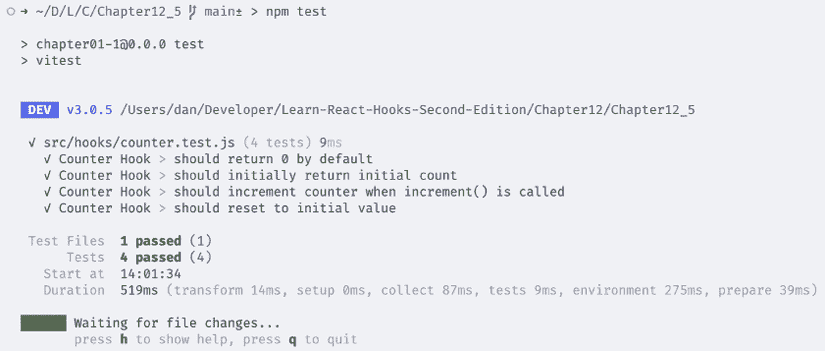 → ~/D/L/C/Chapter12_5 main± > npm test
> chapter01-1@0.0.0 test
> vitest
DEV v3.0.5 /Users/dan/Developer/Learn-React-Hooks-Second-Edition/Chapter12/Chapter12_5
✓ src/hooks/counter.test.js (4 tests) 9ms
✓ Counter Hook > should return 0 by default
✓ Counter Hook > should initially return initial count
✓ Counter Hook > should increment counter when increment() is called
✓ Counter Hook > should reset to initial value
Test Files 1 passed (1)
Tests 4 passed (4)
Start at 14:01:34
Duration 519ms (transform 14ms, setup 0ms, collect 87ms, tests 9ms, environment 275ms, prepare 39ms)
Waiting for file changes...
press h to show help, press q to quit